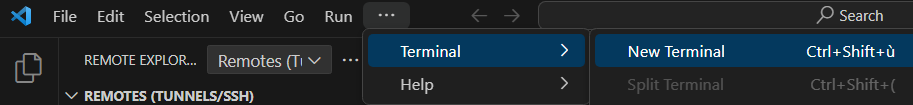 File Edit Selection View Go Run ··· Search
REMOTE EXPLOR... Remotes (Tu ··· Terminal New Terminal Ctrl+Shift+ù
REMOTES (TUNNELS/SSH) Help Split Terminal Ctrl+Shift+(